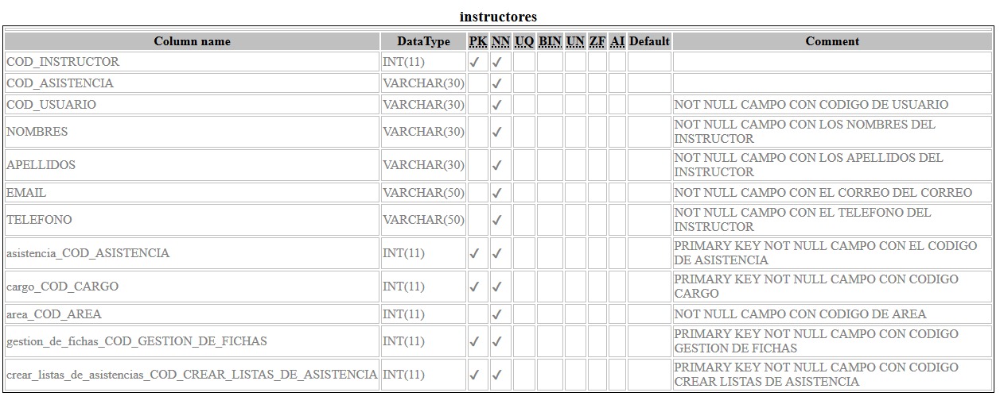 instructores
Column name DataType PK NN UQ BIN UN ZF AI Default Comment
COD_INSTRUCTOR INT(11) ✓ ✓
COD_ASISTENCIA VARCHAR(30) ✓
COD_USUARIO VARCHAR(30) ✓ NOT NULL CAMPO CON CODIGO DE USUARIO
NOMBRES VARCHAR(30) ✓ NOT NULL CAMPO CON LOS NOMBRES DEL
INSTRUCTOR
APELLIDOS VARCHAR(30) ✓ NOT NULL CAMPO CON LOS APELLIDOS DEL
INSTRUCTOR
EMAIL VARCHAR(50) ✓ NOT NULL CAMPO CON EL CORREO DEL CORREO
TELEFONO VARCHAR(50) ✓ NOT NULL CAMPO CON EL TELEFONO DEL
INSTRUCTOR
asistencia_COD_ASISTENCIA INT(11) ✓ ✓ PRIMARY KEY NOT NULL CAMPO CON EL CODIGO
DE ASISTENCIA
cargo_COD_CARGO INT(11) ✓ ✓ PRIMARY KEY NOT NULL CAMPO CON CODIGO
CARGO
area_COD_AREA INT(11) ✓ NOT NULL CAMPO CON CODIGO DE AREA
gestion_de_fichas_COD_GESTION_DE_FICHAS INT(11) ✓ ✓ PRIMARY KEY NOT NULL CAMPO CON CODIGO
GESTION DE FICHAS
crear_listas_de_asistencias_COD_CREAR_LISTAS_DE_ASISTENCIA INT(11) ✓ ✓ PRIMARY KEY NOT NULL CAMPO CON CODIGO
CREAR LISTAS DE ASISTENCIA